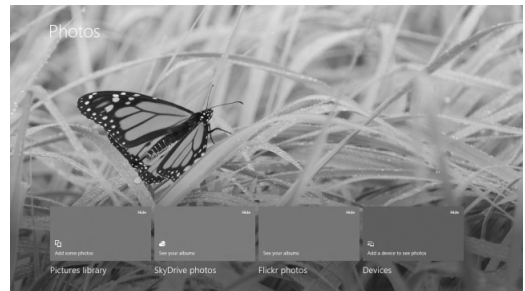 Photos
Hide
Add some photos
Pictures library
Hide
See your albums
SkyDrive photos
Hide
See your albums
Flickr photos
Hide
Add a device to see photos
Devices